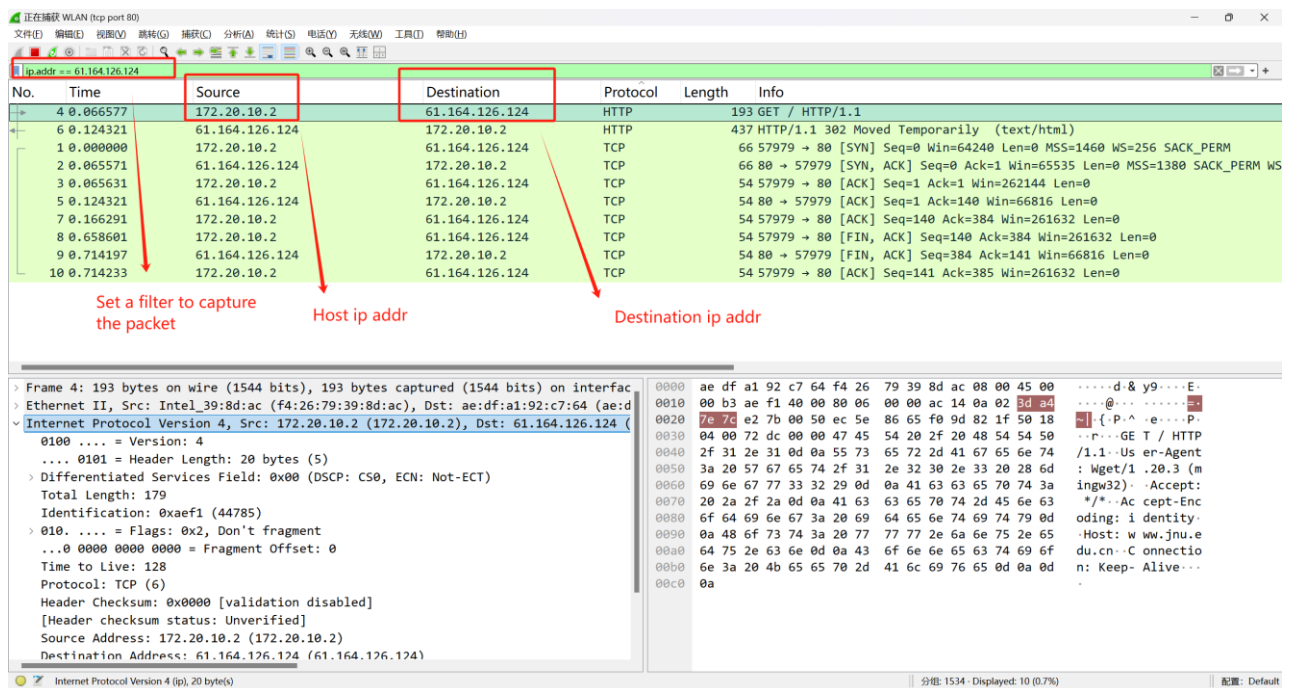 正在捕获 WLAN (tcp port 80)
文件(F) 编辑(E) 视图(V) 跳转(G) 捕获(C) 分析(A) 统计(S) 电话(Y) 无线(W) 工具(T) 帮助(H)
ip.addr == 61.164.126.124
No. Time Source Destination Protocol Length Info
4 0.066577 172.20.10.2 61.164.126.124 HTTP 193 GET / HTTP/1.1
6 0.124321 61.164.126.124 172.20.10.2 HTTP 437 HTTP/1.1 302 Moved Temporarily (text/html)
1 0.000000 172.20.10.2 61.164.126.124 TCP 66 57979 → 80 [SYN] Seq=0 Win=64240 Len=0 MSS=1460 WS=256 SACK_PERM
2 0.065571 61.164.126.124 172.20.10.2 TCP 66 80 → 57979 [SYN, ACK] Seq=0 Ack=1 Win=65535 Len=0 MSS=1380 SACK_PERM WS
3 0.065631 172.20.10.2 61.164.126.124 TCP 54 57979 → 80 [ACK] Seq=1 Ack=1 Win=262144 Len=0
5 0.124321 61.164.126.124 172.20.10.2 TCP 54 80 → 57979 [ACK] Seq=1 Ack=140 Win=66816 Len=0
7 0.166291 172.20.10.2 61.164.126.124 TCP 54 57979 → 80 [ACK] Seq=140 Ack=384 Win=261632 Len=0
8 0.658601 172.20.10.2 61.164.126.124 TCP 54 57979 → 80 [FIN, ACK] Seq=140 Ack=384 Win=261632 Len=0
9 0.714197 61.164.126.124 172.20.10.2 TCP 54 80 → 57979 [FIN, ACK] Seq=384 Ack=141 Win=66816 Len=0
10 0.714233 172.20.10.2 61.164.126.124 TCP 54 57979 → 80 [ACK] Seq=141 Ack=385 Win=261632 Len=0
Set a filter to capture
the packet
Host ip addr
Destination ip addr
Frame 4: 193 bytes on wire (1544 bits), 193 bytes captured (1544 bits) on interfac
Ethernet II, Src: Intel_39:8d:ac (f4:26:79:39:8d:ac), Dst: ae:df:a1:92:c7:64 (ae:d
Internet Protocol Version 4, Src: 172.20.10.2 (172.20.10.2), Dst: 61.164.126.124 (
0100 .... = Version: 4
.... 0101 = Header Length: 20 bytes (5)
Differentiated Services Field: 0x00 (DSCP: CS0, ECN: Not-ECT)
Total Length: 179
Identification: 0xaef1 (44785)
010. .... = Flags: 0x2, Don't fragment
...0 0000 0000 0000 = Fragment Offset: 0
Time to Live: 128
Protocol: TCP (6)
Header Checksum: 0x0000 [validation disabled]
[Header checksum status: Unverified]
Source Address: 172.20.10.2 (172.20.10.2)
Destination Address: 61.164.126.124 (61.164.126.124)
0000 ae df a1 92 c7 64 f4 26 79 39 8d ac 08 00 45 00 ·····d·& y9····E·
0010 00 b3 ae f1 40 00 80 06 00 00 ac 14 0a 02 3d a4 ····@··· ······=·
0020 7e 7c e2 7b 00 50 ec 5e 86 65 f0 9d 82 1f 50 18 ~|·{·P·^ ·e····P·
0030 04 00 72 dc 00 00 47 45 54 20 2f 20 48 54 54 50 ··r···GE T / HTTP
0040 2f 31 2e 31 0d 0a 55 73 65 72 2d 41 67 65 6e 74 /1.1··Us er-Agent
0050 3a 20 57 67 65 74 2f 31 2e 32 30 2e 33 20 28 6d : Wget/1 .20.3 (m
0060 69 6e 67 77 33 32 29 0d 0a 41 63 63 65 70 74 3a ingw32)· ·Accept:
0070 20 2a 2f 2a 0d 0a 41 63 63 65 70 74 2d 45 6e 63 */*··Ac cept-Enc
0080 6f 64 69 6e 67 3a 20 69 64 65 6e 74 69 74 79 0d oding: i dentity·
0090 0a 48 6f 73 74 3a 20 77 77 77 2e 6a 6e 75 2e 65 ·Host: w ww.jnu.e
00a0 64 75 2e 63 6e 0d 0a 43 6f 6e 6e 65 63 74 69 6f du.cn··C onnectio
00b0 6e 3a 20 4b 65 65 70 2d 41 6c 69 76 65 0d 0a 0d n: Keep- Alive···
00c0 0a ·
Internet Protocol Version 4 (ip), 20 byte(s)
分组: 1534 · Displayed: 10 (0.7%)
配置: Default